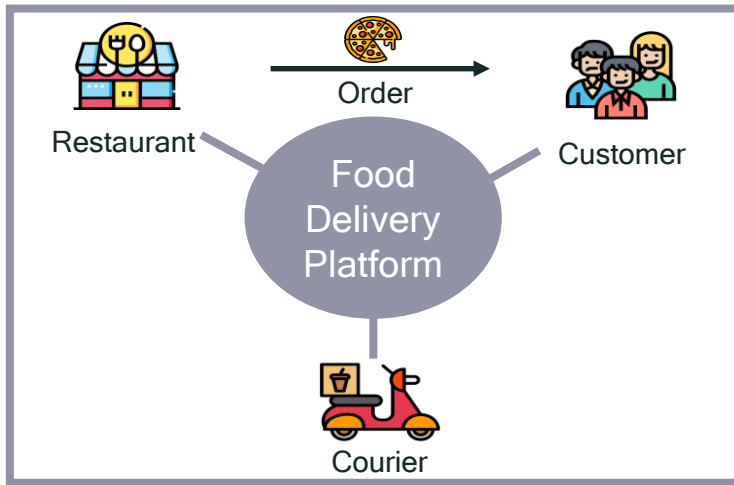 Order
Restaurant
Customer
Food
Delivery
Platform
Courier